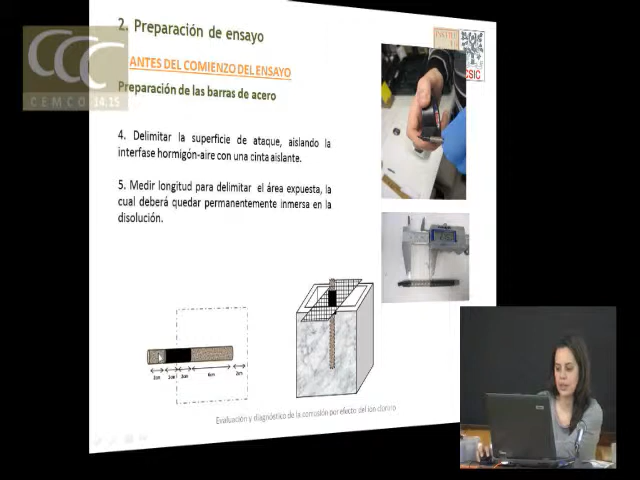 2. Preparación de ensayo
CCC
CEMCO 14.15
ANTES DEL COMIENZO DEL ENSAYO
CSIC
Preparación de las barras de acero
4. Delimitar la superficie de ataque, aislando la
interfase hormigón-aire con una cinta aislante.
5. Medir longitud para delimitar el área expuesta, la
cual deberá quedar permanentemente inmersa en la
disolución.
Evaluación y diagnóstico de la corrosión por efecto del ion cloruro